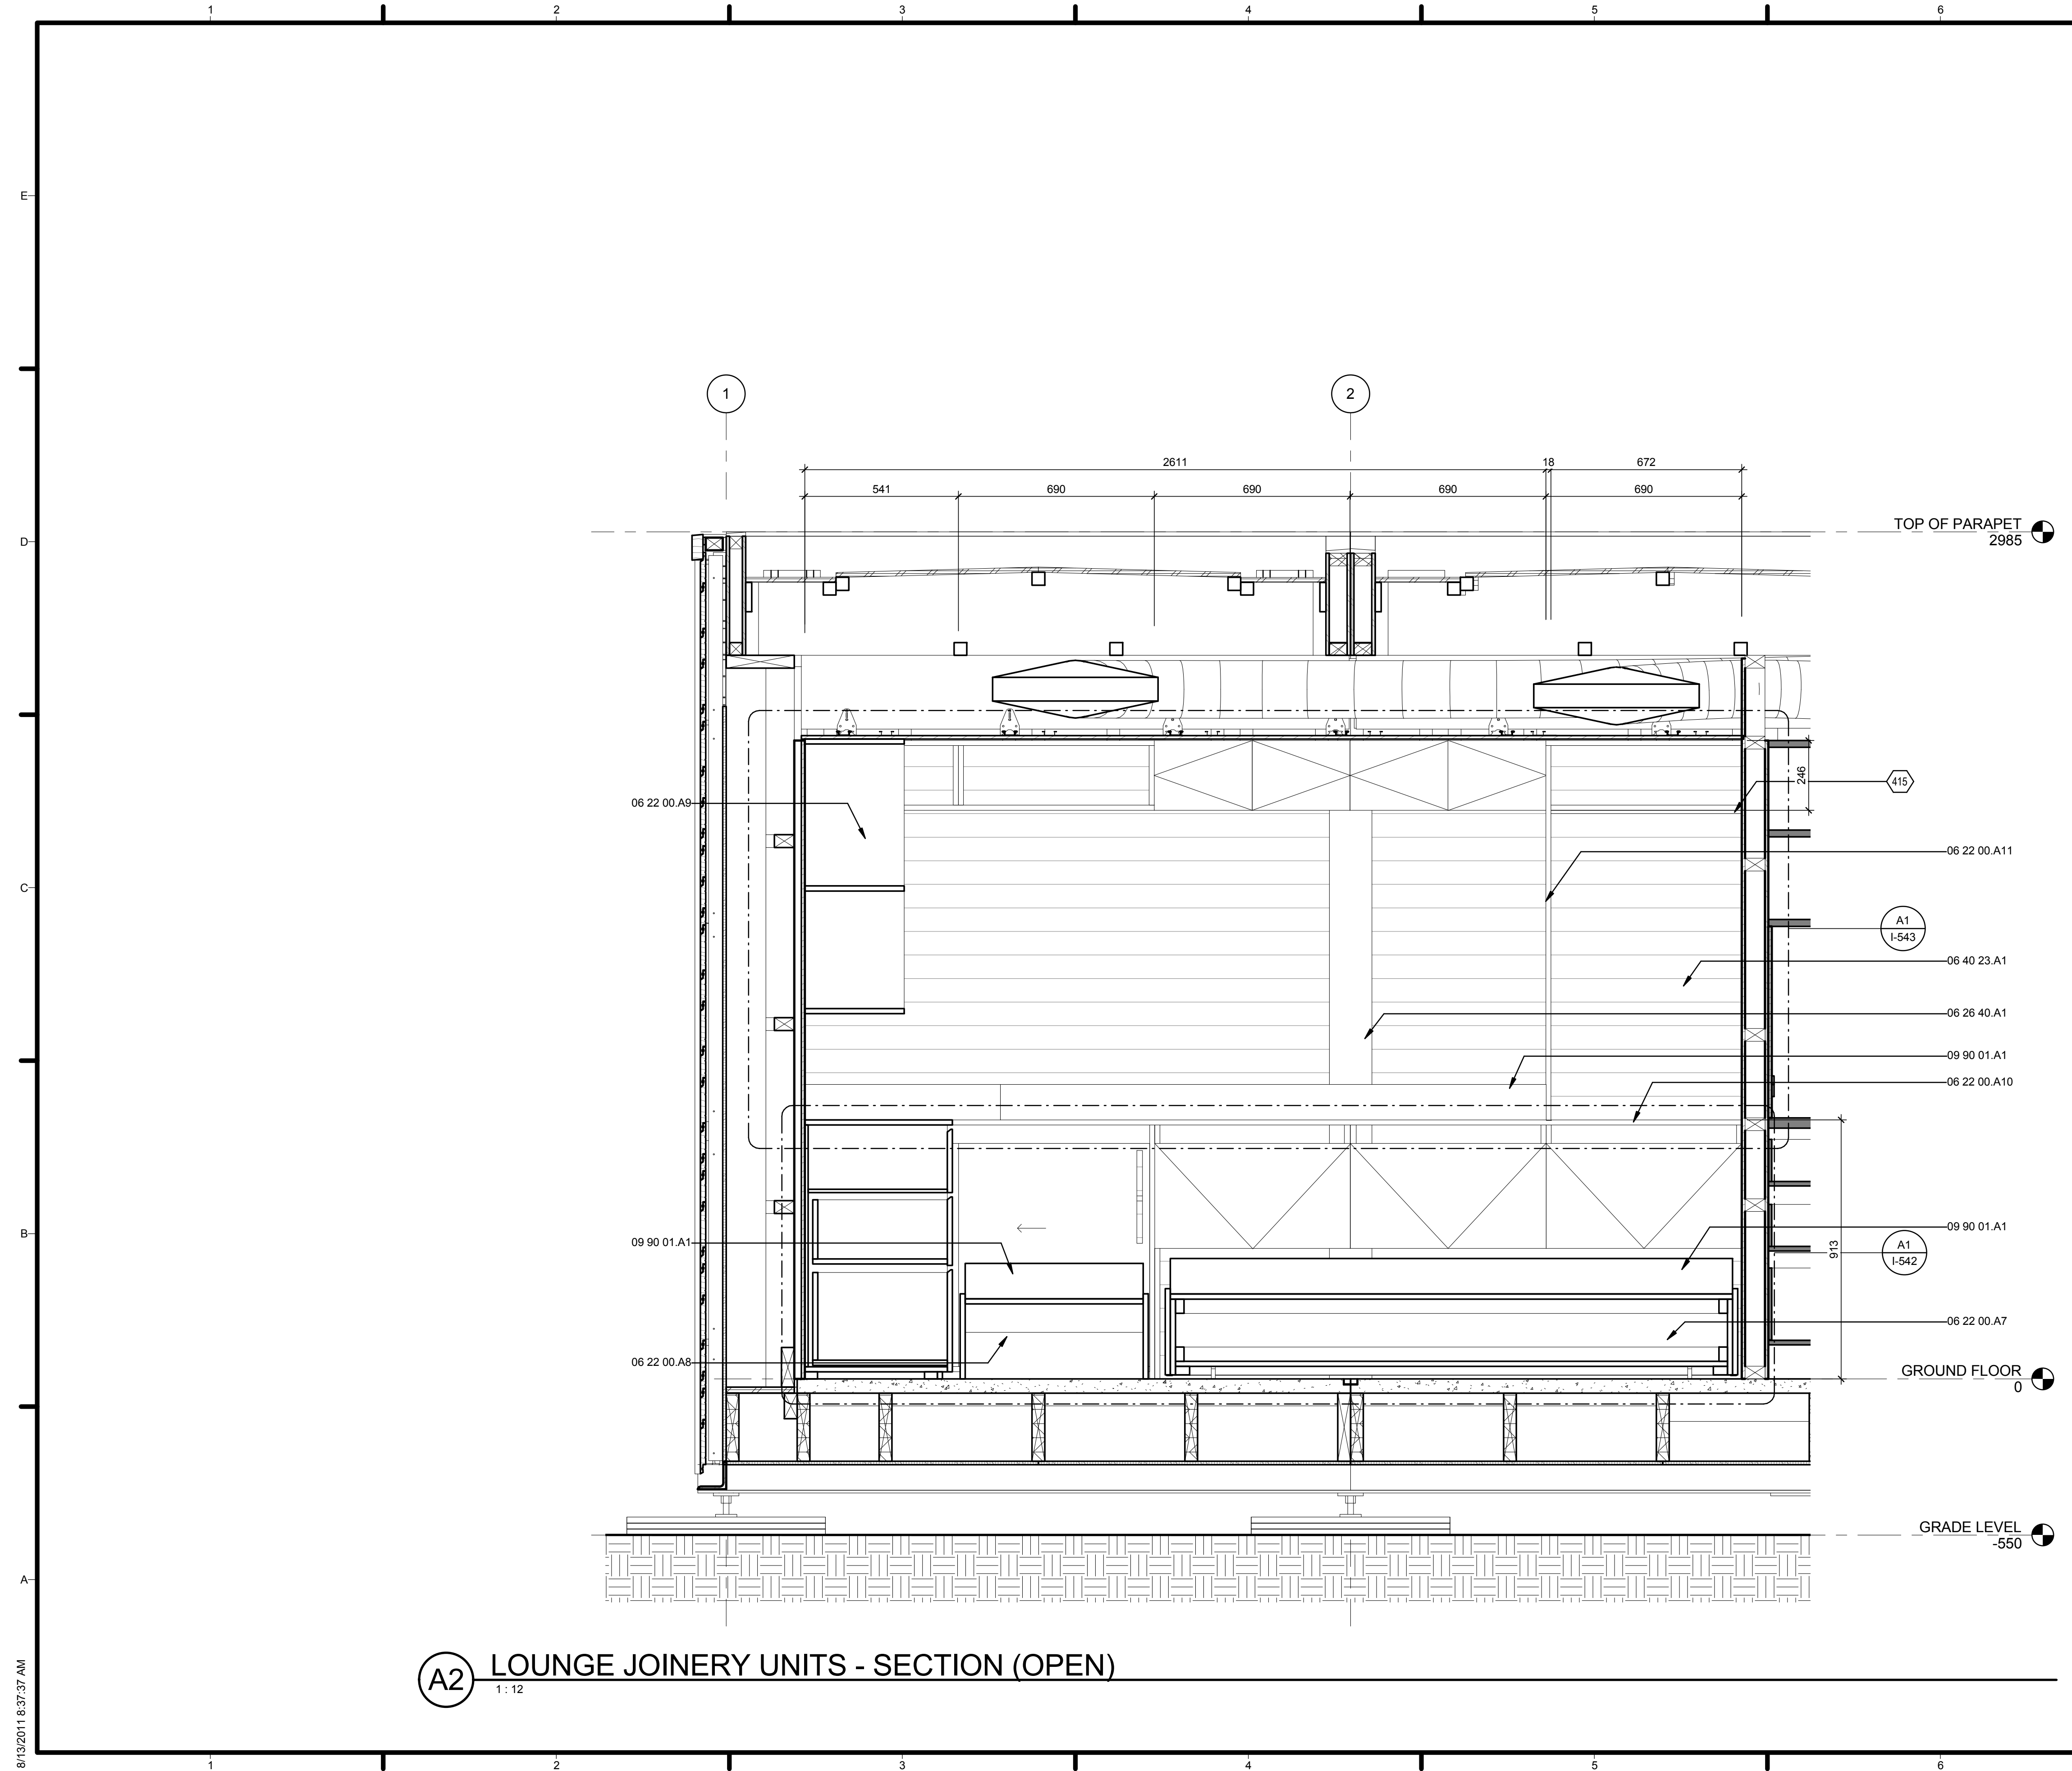 1 2 3 4 5 6
E
D
C
B
A
1 2
2611 18 672
541 690 690 690 690
TOP OF PARAPET
2985
246
415
06 22 00.A9
06 22 00.A11
A1
I-543
06 40 23.A1
06 26 40.A1
09 90 01.A1
06 22 00.A10
09 90 01.A1
09 90 01.A1
913
A1
I-542
06 22 00.A7
06 22 00.A8
GROUND FLOOR
0
GRADE LEVEL
-550
A2 LOUNGE JOINERY UNITS - SECTION (OPEN)
1 : 12
8/13/2011 8:37:37 AM
1 2 3 4 5 6